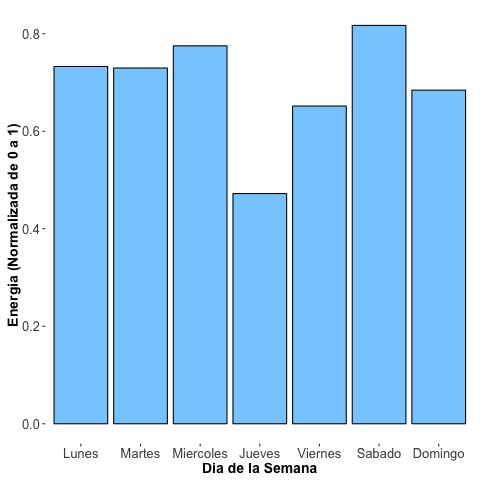 Energia (Normalizada de 0 a 1)
0.8
0.6
0.4
0.2
0.0
Lunes Martes Miercoles Jueves Viernes Sabado Domingo
Dia de la Semana